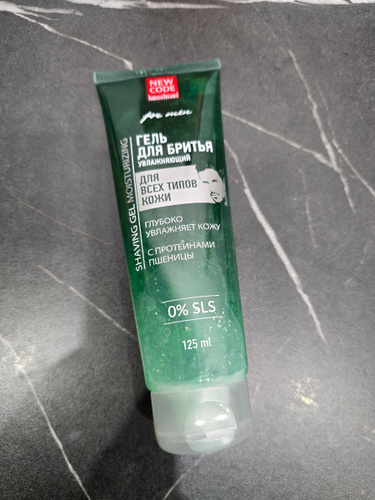 NEW
CODE
for men
ГЕЛЬ
ДЛЯ БРИТЬЯ
УВЛАЖНЯЮЩИЙ
ДЛЯ
ВСЕХ ТИПОВ
КОЖИ
SHAVING GEL MOISTURIZING
ГЛУБОКО
УВЛАЖНЯЕТ КОЖУ
С ПРОТЕИНАМИ
ПШЕНИЦЫ
0% SLS
125 ml